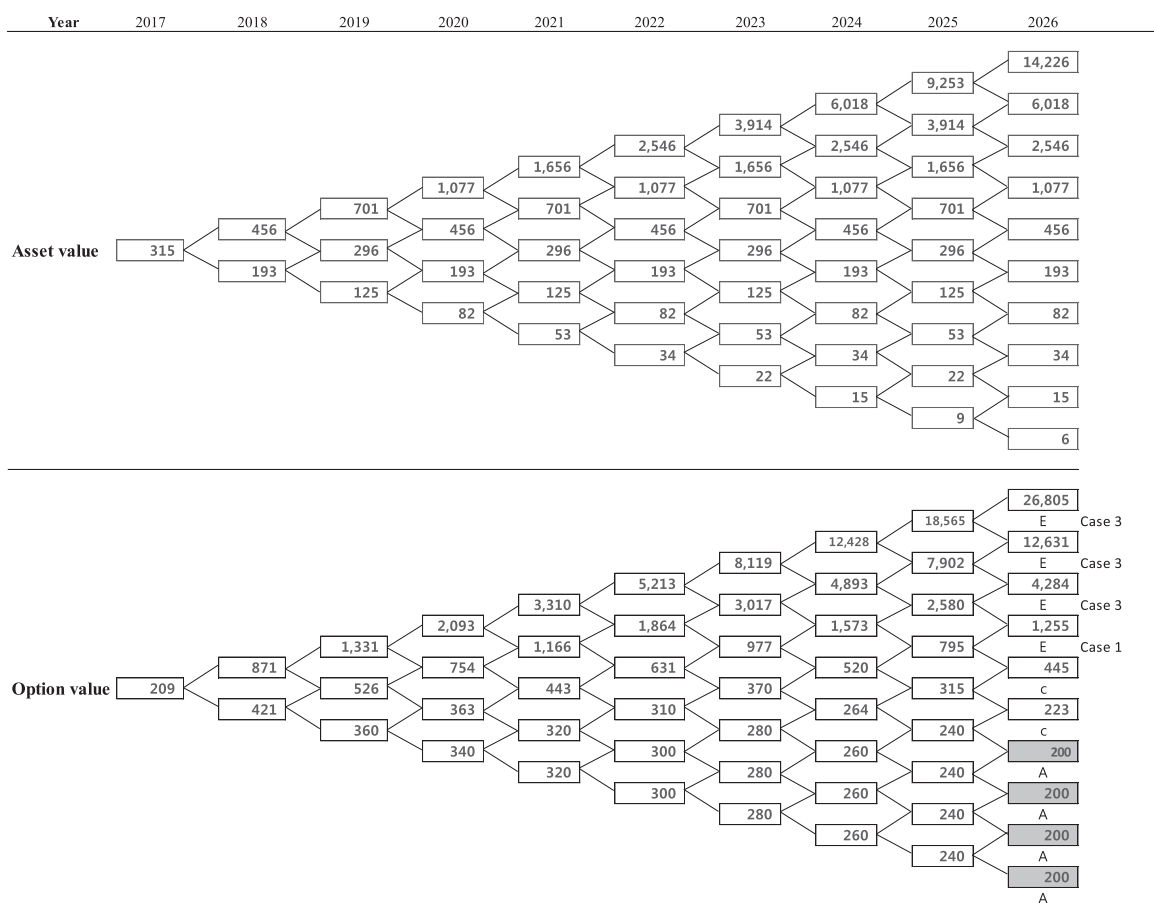 Year 2017 2018 2019 2020 2021 2022 2023 2024 2025 2026
14,226
9,253
6,018 6,018
3,914 3,914
2,546 2,546 2,546
1,656 1,656 1,656
1,077 1,077 1,077 1,077
701 701 701 701
456 456 456 456 456
Asset value 315 296 296 296 296
193 193 193 193 193
125 125 125 125
82 82 82 82
53 53 53
34 34 34
22 22
15 15
9
6
26,805
18,565 E Case 3
12,428 12,631
8,119 7,902 E Case 3
5,213 4,893 4,284
3,310 3,017 2,580 E Case 3
2,093 1,864 1,573 1,255
1,331 1,166 977 795 E Case 1
871 754 631 520 445
Option value 209 526 443 370 315 c
421 363 310 264 223
360 320 280 240 c
340 300 260 200
320 280 240 A
300 260 200
280 240 A
260 200
240 A
200
A